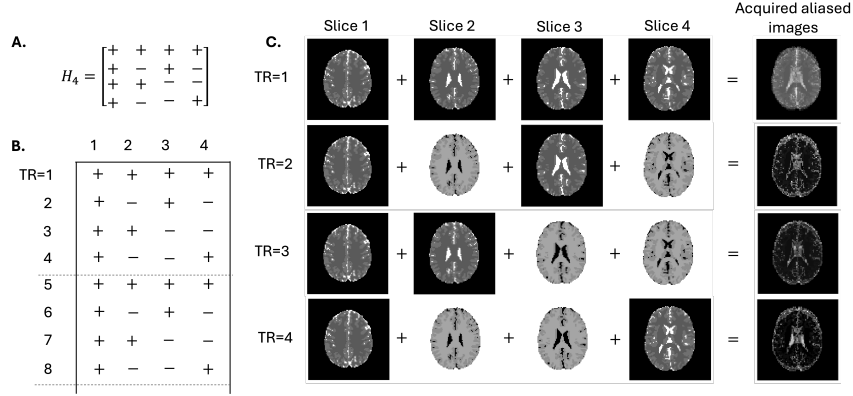 A.
H₄ =
+ + + +
+ − + −
+ + − −
+ − − +
B.
1 2 3 4
TR=1 + + + +
2 + − + −
3 + + − −
4 + − − +
5 + + + +
6 + − + −
7 + + − −
8 + − − +
C.
Slice 1 Slice 2 Slice 3 Slice 4 Acquired aliased
images
TR=1 + + + =
TR=2 + + + =
TR=3 + + + =
TR=4 + + + =